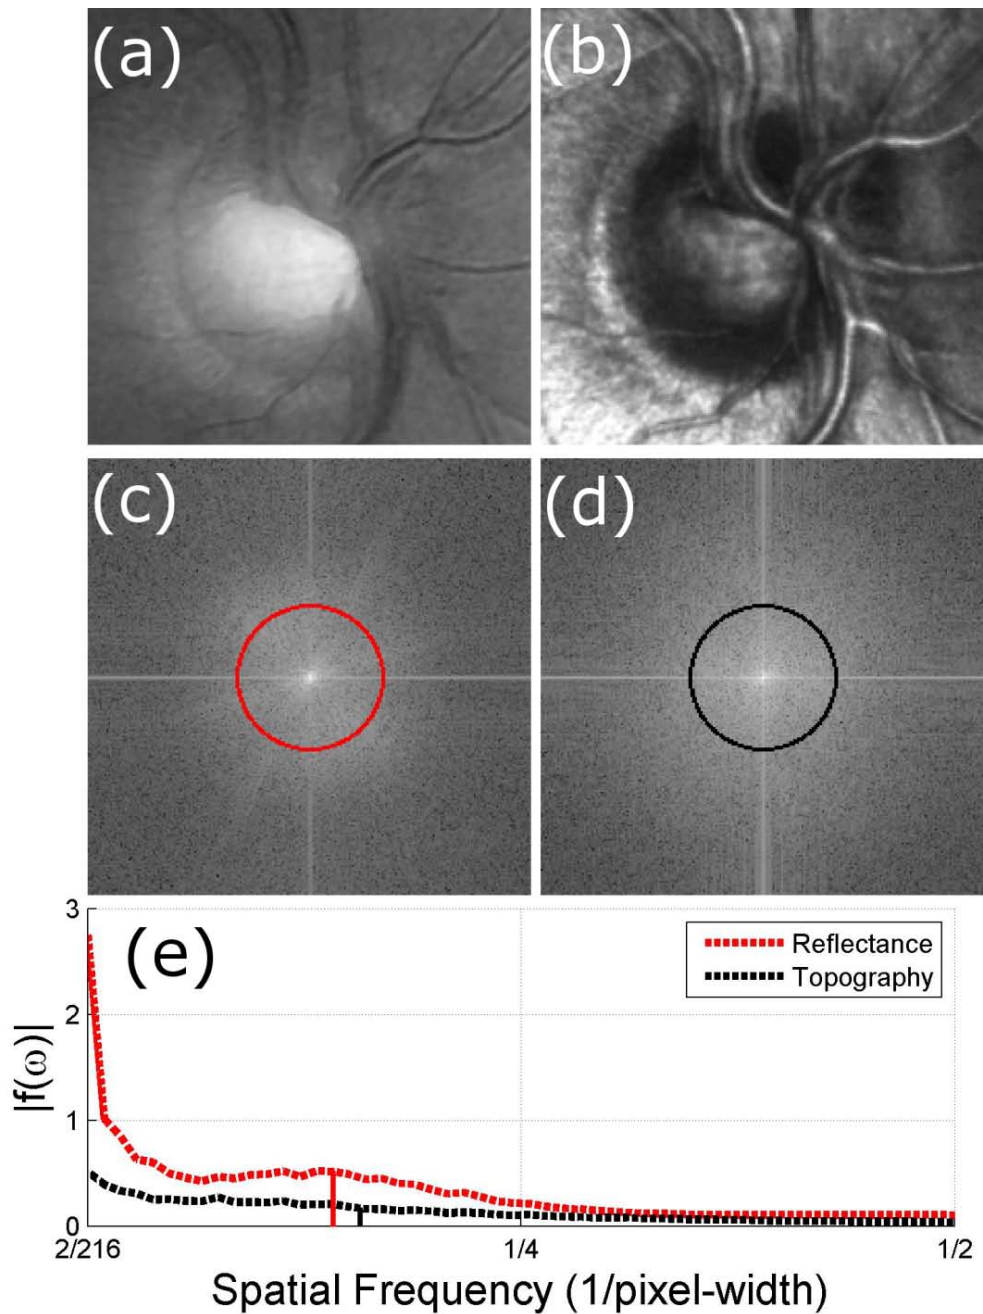 (a)
(b)
(c)
(d)
(e)
3
2
1
0
|f(ω)|
Reflectance
Topography
2/216
1/4
1/2
Spatial Frequency (1/pixel-width)